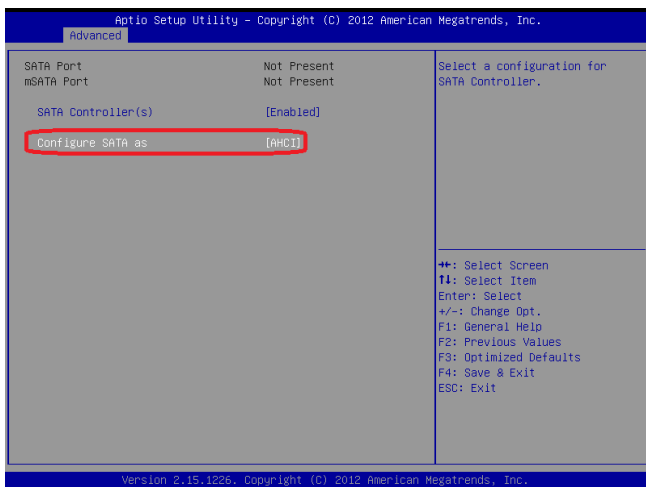 Aptio Setup Utility – Copyright (C) 2012 American Megatrends, Inc.
Advanced
SATA Port Not Present
mSATA Port Not Present
SATA Controller(s) [Enabled]
Configure SATA as [AHCI]
Select a configuration for
SATA Controller.
→←: Select Screen
↑↓: Select Item
Enter: Select
+/-: Change Opt.
F1: General Help
F2: Previous Values
F3: Optimized Defaults
F4: Save & Exit
ESC: Exit
Version 2.15.1226. Copyright (C) 2012 American Megatrends, Inc.